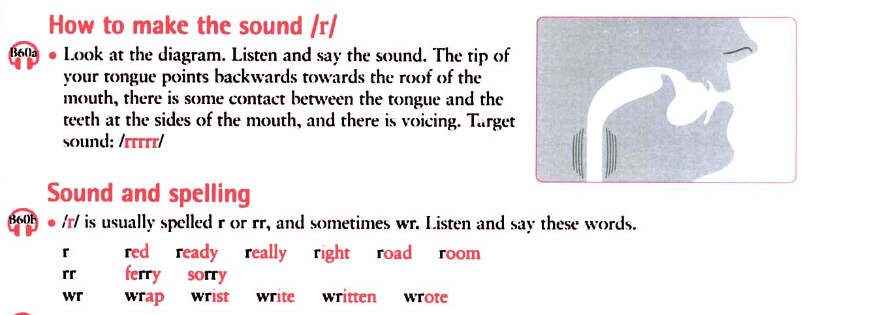 How to make the sound /r/
B60a • Look at the diagram. Listen and say the sound. The tip of
your tongue points backwards towards the roof of the
mouth, there is some contact between the tongue and the
teeth at the sides of the mouth, and there is voicing. Target
sound: /rrrrr/
Sound and spelling
B60b • /r/ is usually spelled r or rr, and sometimes wr. Listen and say these words.
r red ready really right road room
rr ferry sorry
wr wrap wrist write written wrote